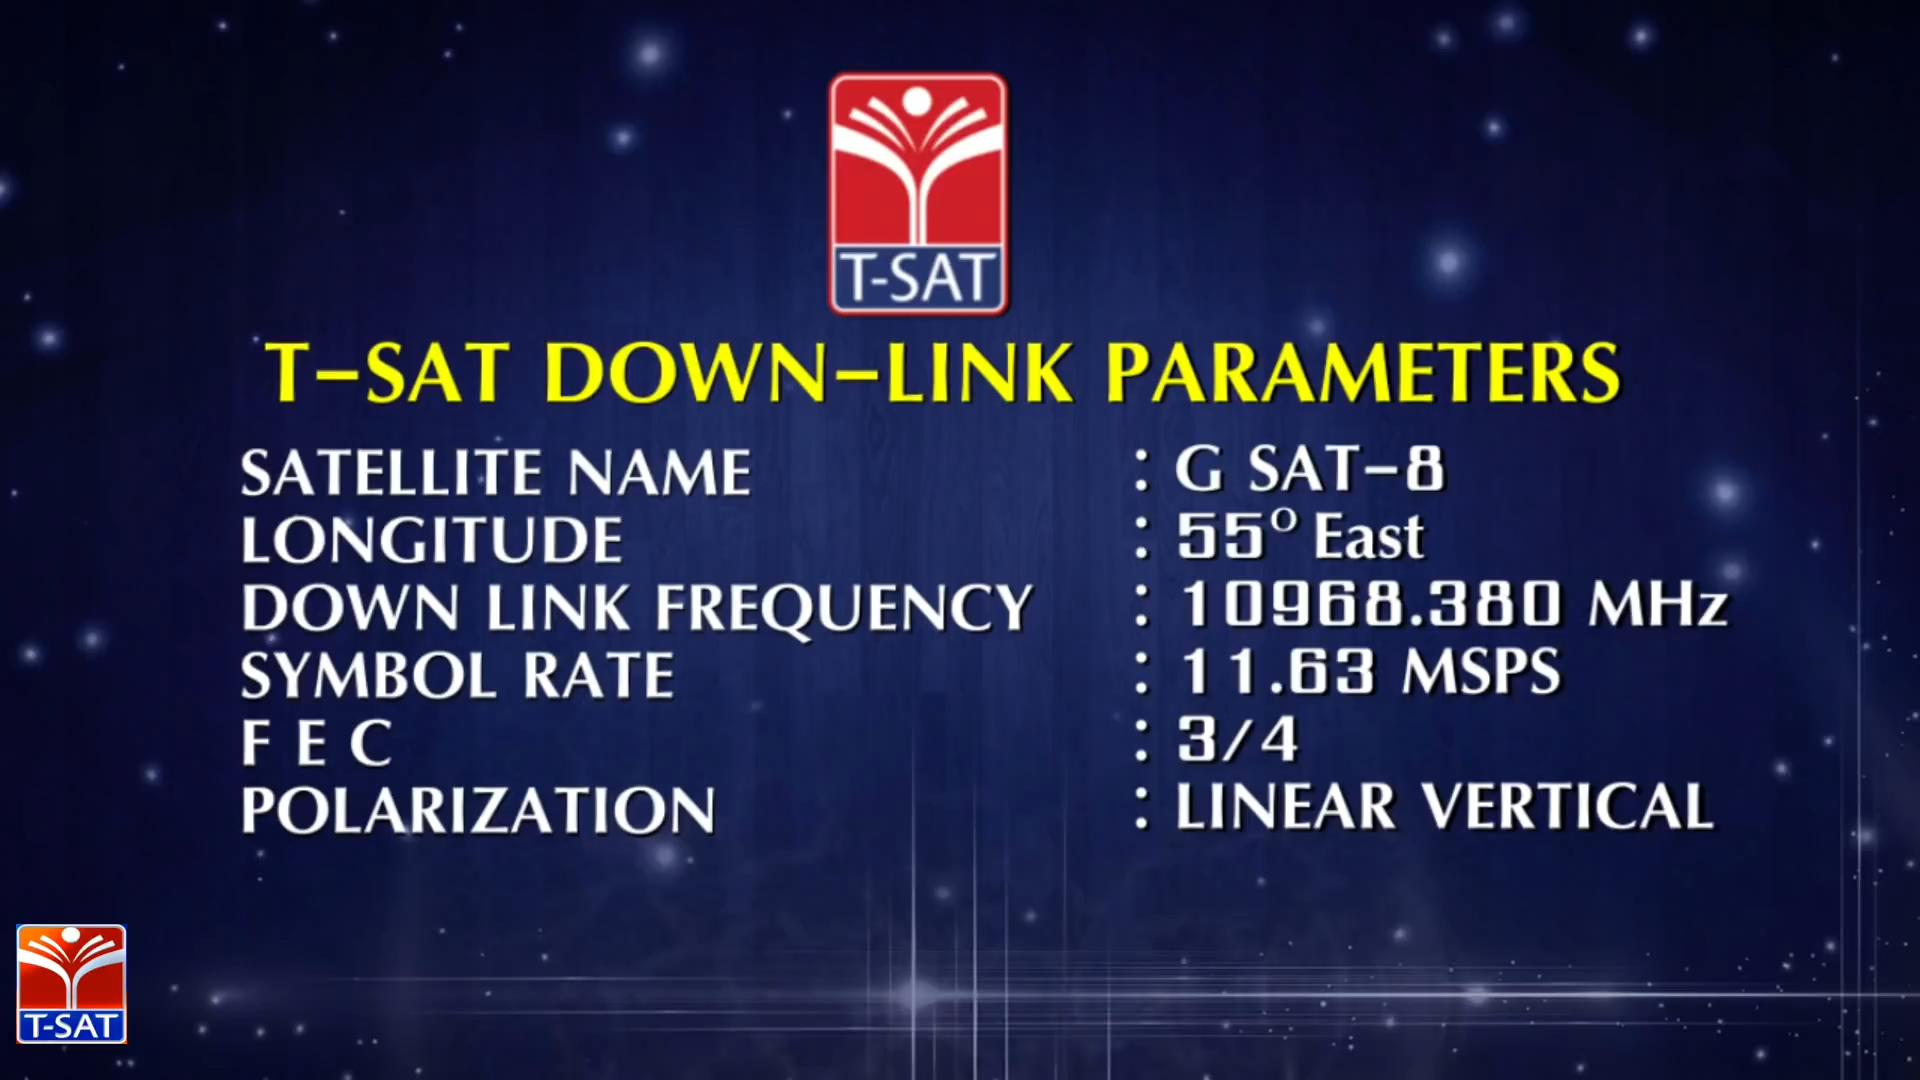 T-SAT
T-SAT DOWN-LINK PARAMETERS
SATELLITE NAME : G SAT-8
LONGITUDE : 55° East
DOWN LINK FREQUENCY : 10968.380 MHz
SYMBOL RATE : 11.63 MSPS
F E C : 3/4
POLARIZATION : LINEAR VERTICAL
T-SAT